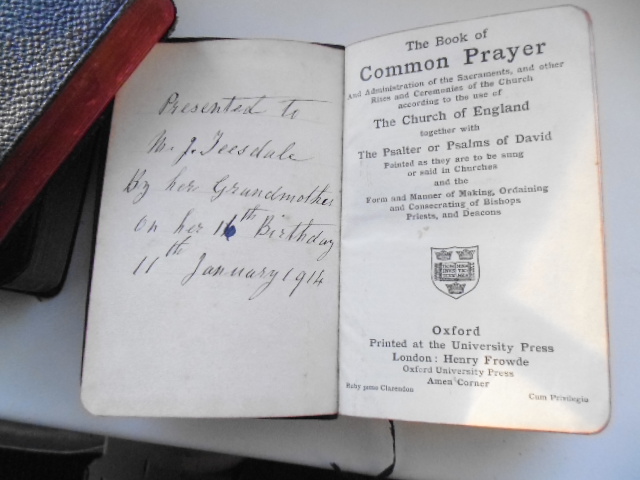 Presented to
M. J. Teesdale
By her Grandmother
On her 16th Birthday
11th January 1914
The Book of
Common Prayer
And Administration of the Sacraments, and other
Rites and Ceremonies of the Church
according to the use of
The Church of England
together with
The Psalter or Psalms of David
Pointed as they are to be sung
or said in Churches
and the
Form and Manner of Making, Ordaining
and Consecrating of Bishops
Priests, and Deacons
Oxford
Printed at the University Press
London: Henry Frowde
Oxford University Press
Amen Corner
Ruby 32mo Clarendon
Cum Privilegio